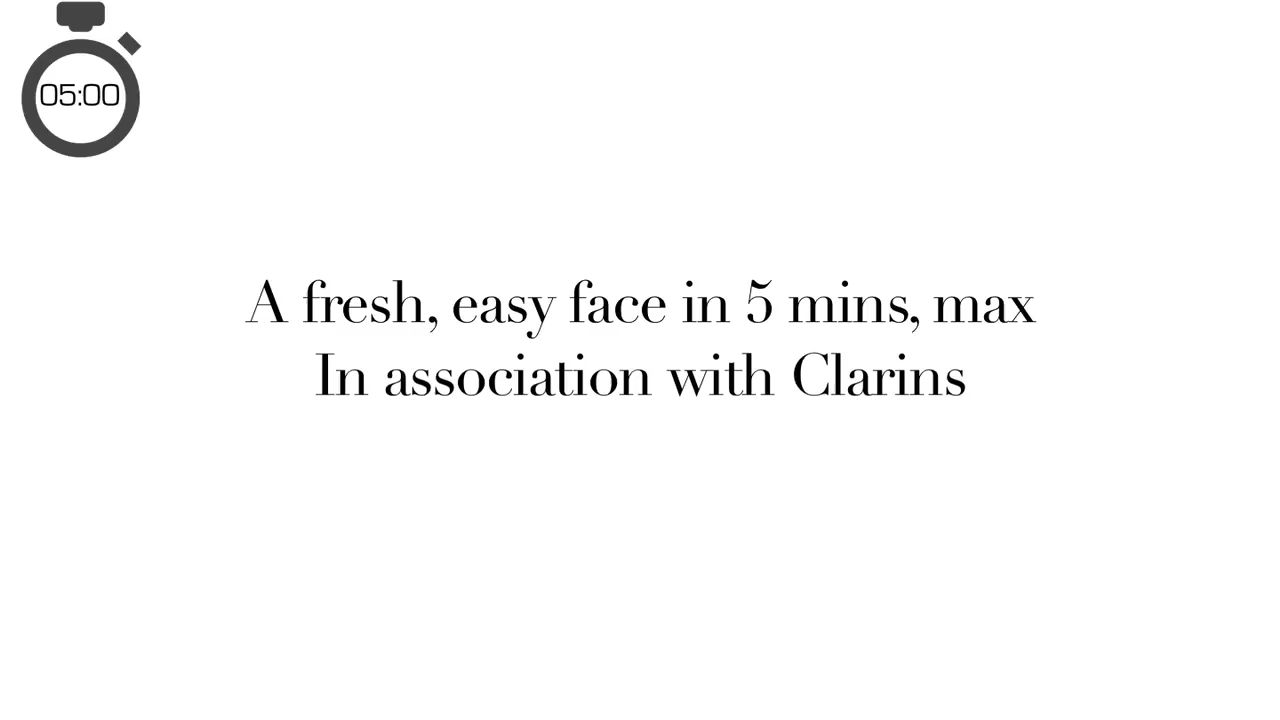 05:00
A fresh, easy face in 5 mins, max
In association with Clarins